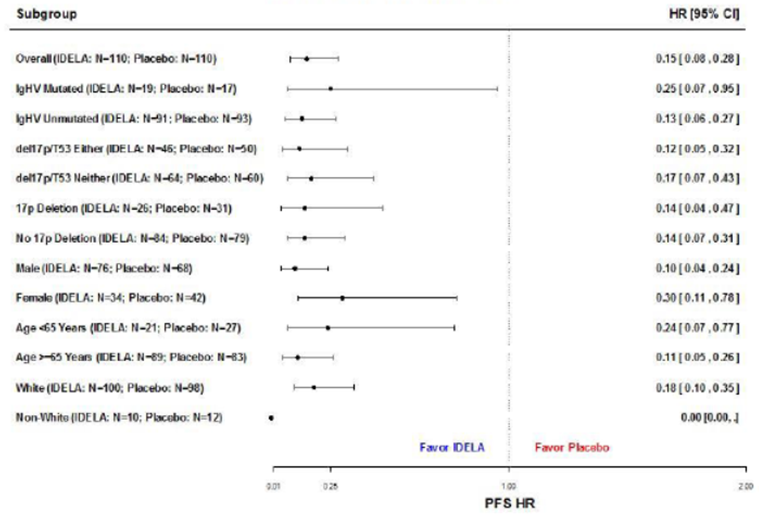 Subgroup HR [95% CI]
Overall (IDELA: N=110; Placebo: N=110) 0.15 [ 0.08 , 0.28 ]
IgHV Mutated (IDELA: N=19; Placebo: N=17) 0.25 [ 0.07 , 0.95 ]
IgHV Unmutated (IDELA: N=91; Placebo: N=93) 0.13 [ 0.06 , 0.27 ]
del17p/T53 Either (IDELA: N=46; Placebo: N=50) 0.12 [ 0.05 , 0.32 ]
del17p/T53 Neither (IDELA: N=64; Placebo: N=60) 0.17 [ 0.07 , 0.43 ]
17p Deletion (IDELA: N=26; Placebo: N=31) 0.14 [ 0.04 , 0.47 ]
No 17p Deletion (IDELA: N=84; Placebo: N=79) 0.14 [ 0.07 , 0.31 ]
Male (IDELA: N=76; Placebo: N=68) 0.10 [ 0.04 , 0.24 ]
Female (IDELA: N=34; Placebo: N=42) 0.30 [ 0.11 , 0.78 ]
Age <65 Years (IDELA: N=21; Placebo: N=27) 0.24 [ 0.07 , 0.77 ]
Age >=65 Years (IDELA: N=89; Placebo: N=83) 0.11 [ 0.05 , 0.26 ]
White (IDELA: N=100; Placebo: N=98) 0.18 [ 0.10 , 0.35 ]
Non-White (IDELA: N=10; Placebo: N=12) 0.00 [0.00, .]
Favor IDELA Favor Placebo
0.01 0.25 1.00 2.00
PFS HR